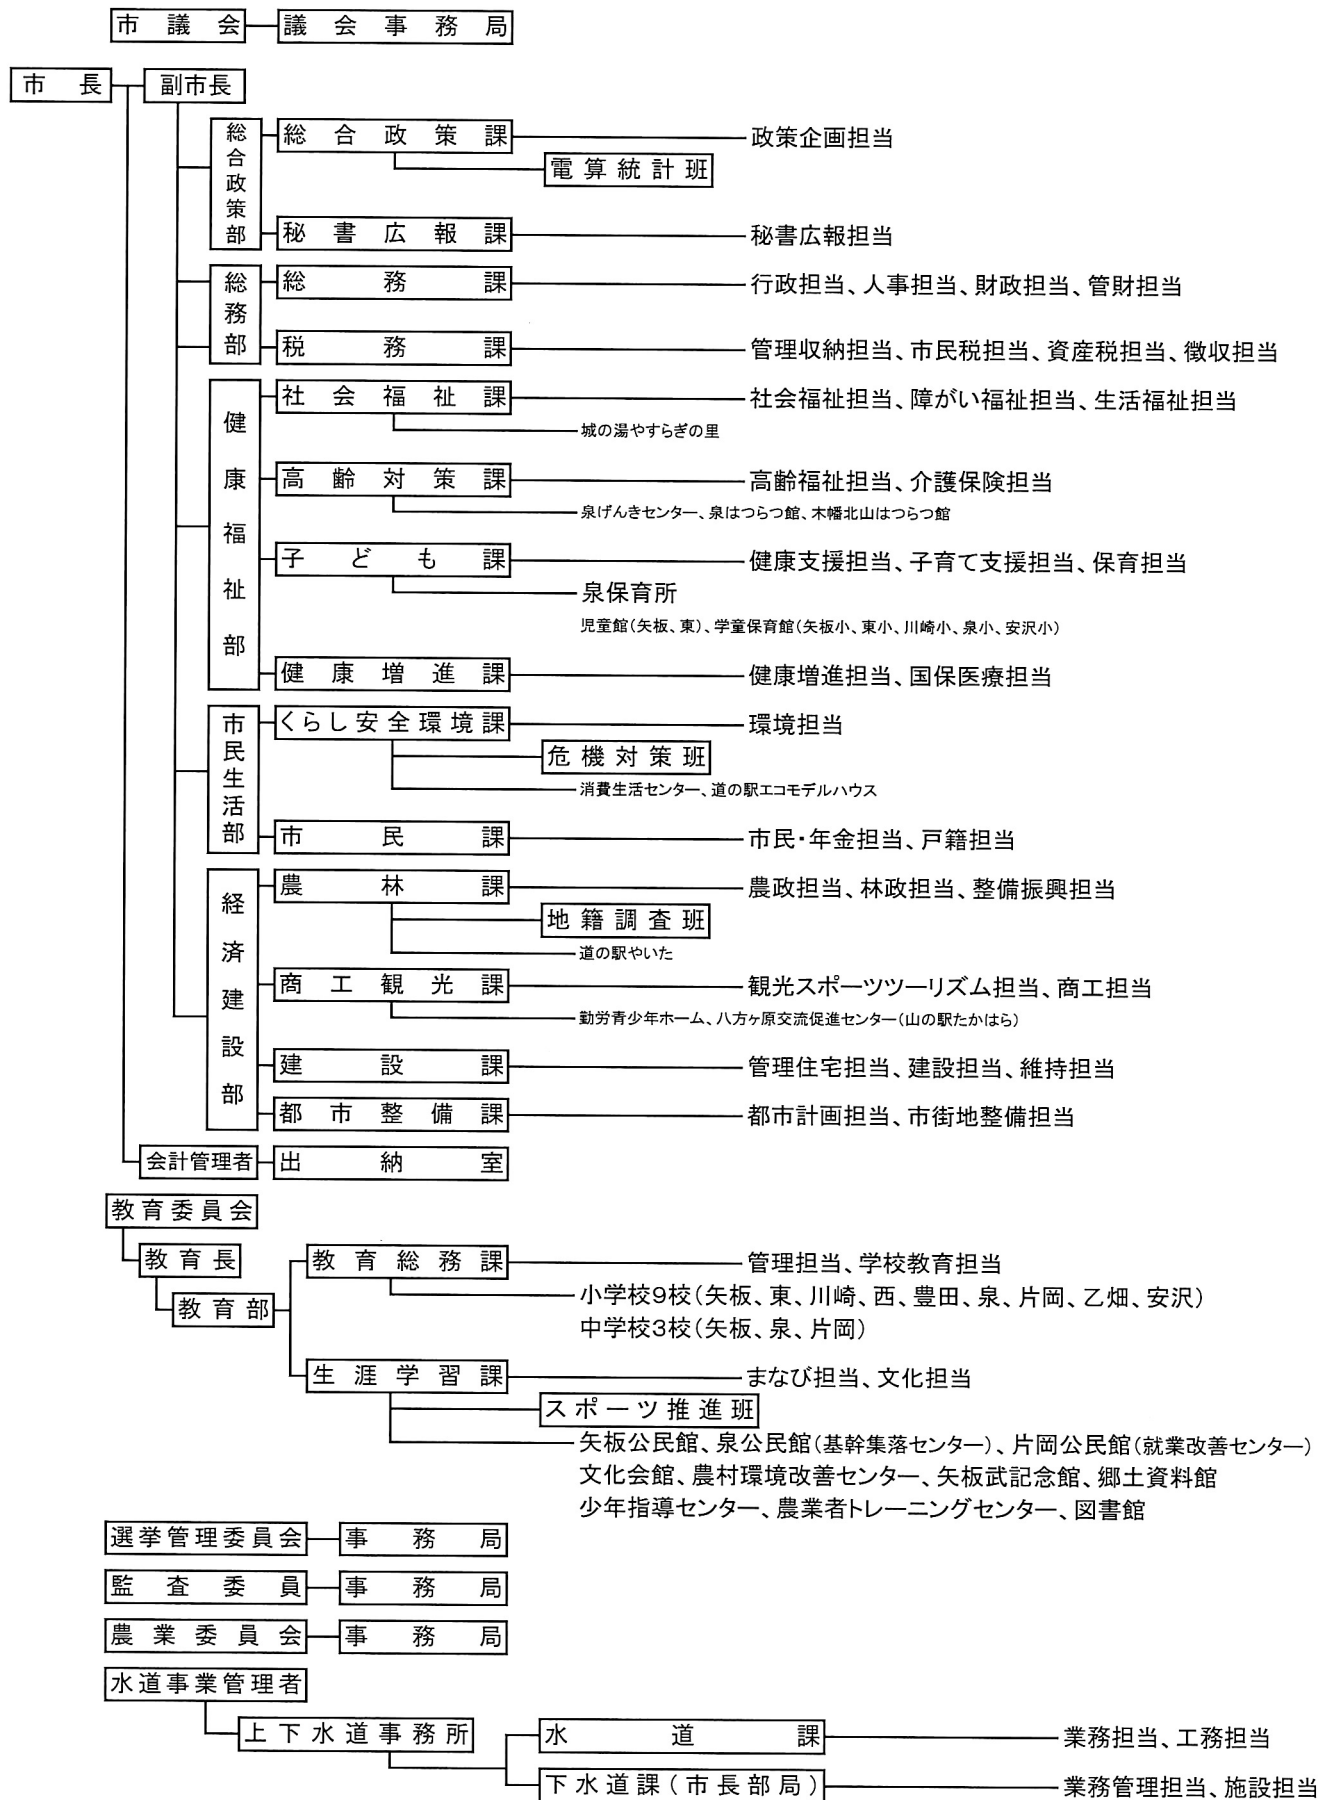 市議会 議会事務局
市長 副市長
総合政策部 総合政策課 政策企画担当
電算統計班
秘書広報課 秘書広報担当
総務部 総務課 行政担当、人事担当、財政担当、管財担当
税務課 管理収納担当、市民税担当、資産税担当、徴収担当
健康福祉部 社会福祉課 社会福祉担当、障がい福祉担当、生活福祉担当
城の湯やすらぎの里
高齢対策課 高齢福祉担当、介護保険担当
泉げんきセンター、泉はつらつ館、木幡北山はつらつ館
子ども課 健康支援担当、子育て支援担当、保育担当
泉保育所
児童館(矢板、東)、学童保育館(矢板小、東小、川崎小、泉小、安沢小)
健康増進課 健康増進担当、国保医療担当
市民生活部 くらし安全環境課 環境担当
危機対策班
消費生活センター、道の駅エコモデルハウス
市民課 市民・年金担当、戸籍担当
経済建設部 農林課 農政担当、林政担当、整備振興担当
地籍調査班
道の駅やいた
商工観光課 観光スポーツツーリズム担当、商工担当
勤労青少年ホーム、八方ヶ原交流促進センター(山の駅たかはら)
建設課 管理住宅担当、建設担当、維持担当
都市整備課 都市計画担当、市街地整備担当
会計管理者 出納室
教育委員会
教育長 教育総務課 管理担当、学校教育担当
教育部 小学校9校(矢板、東、川崎、西、豊田、泉、片岡、乙畑、安沢)
中学校3校(矢板、泉、片岡)
生涯学習課 まなび担当、文化担当
スポーツ推進班
矢板公民館、泉公民館(基幹集落センター)、片岡公民館(就業改善センター)
文化会館、農村環境改善センター、矢板武記念館、郷土資料館
少年指導センター、農業者トレーニングセンター、図書館
選挙管理委員会 事務局
監査委員 事務局
農業委員会 事務局
水道事業管理者
上下水道事務所 水道課 業務担当、工務担当
下水道課(市長部局) 業務管理担当、施設担当